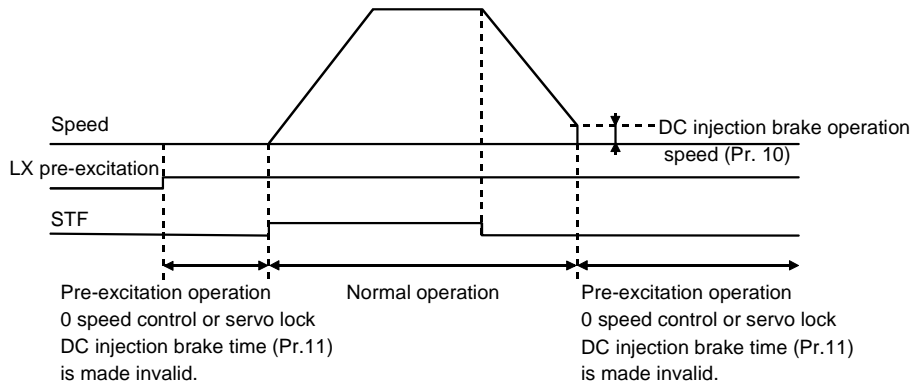 Speed
DC injection brake operation
speed (Pr. 10)
LX pre-excitation
STF
Pre-excitation operation
0 speed control or servo lock
DC injection brake time (Pr.11)
is made invalid.
Normal operation
Pre-excitation operation
0 speed control or servo lock
DC injection brake time (Pr.11)
is made invalid.